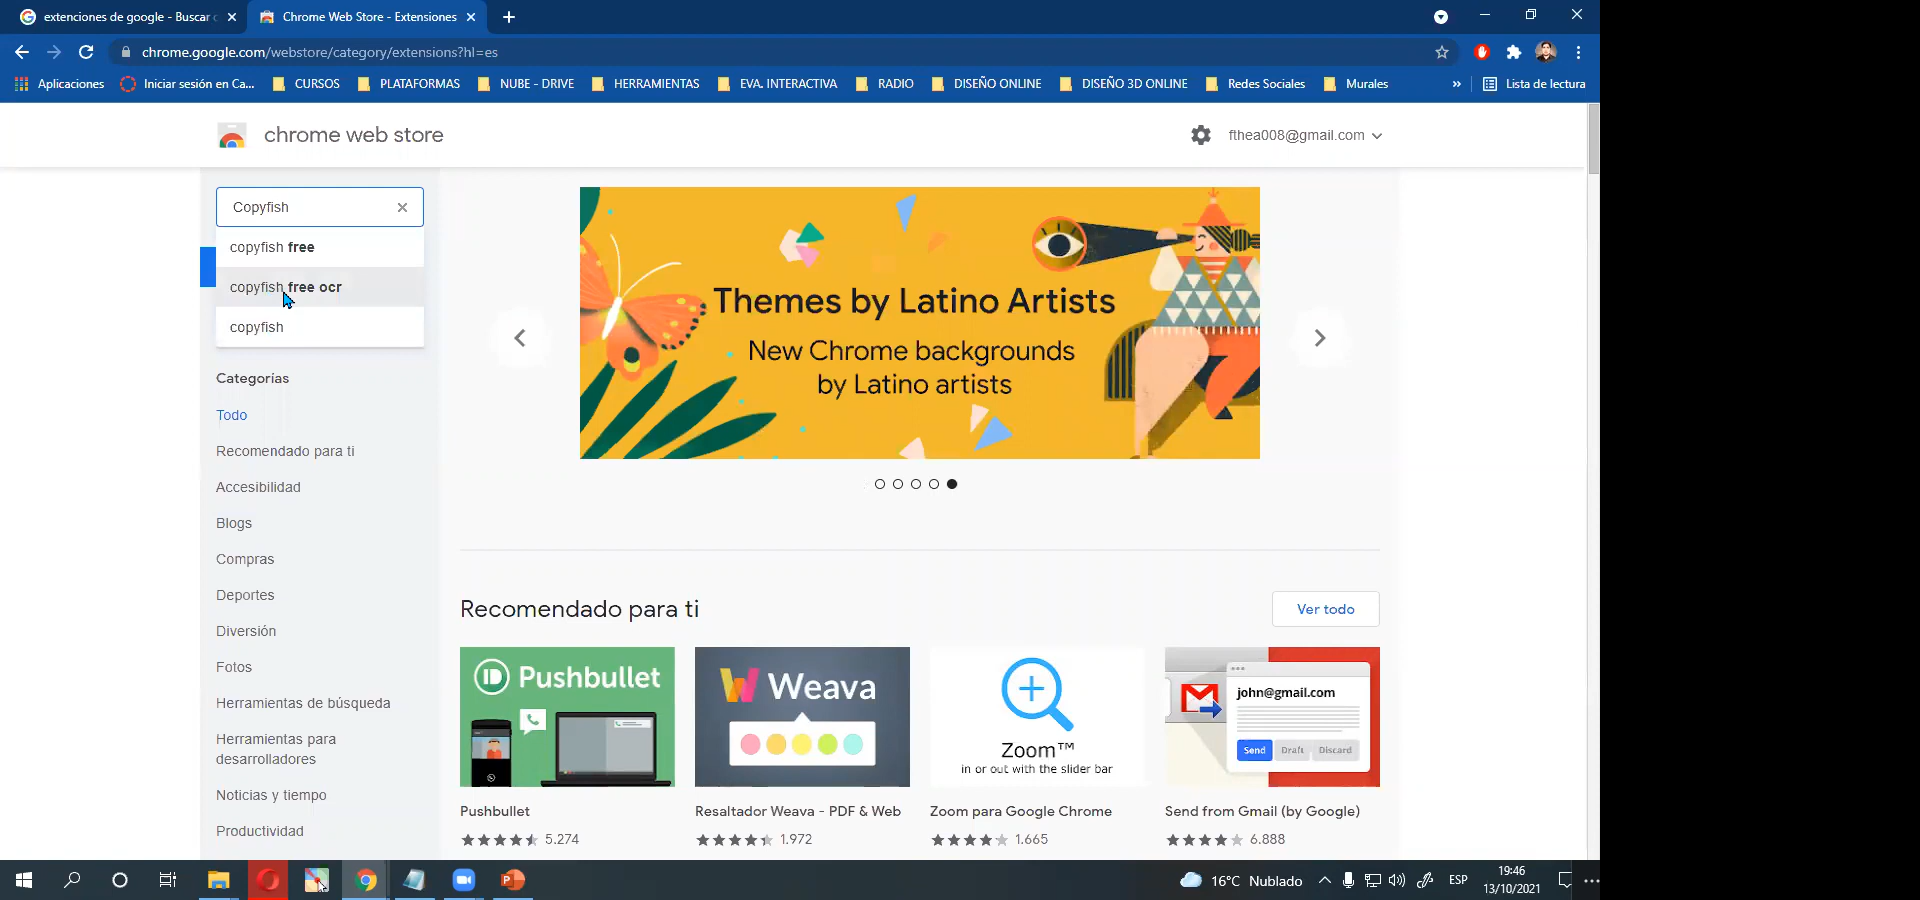 extenciones de google - Buscar c
Chrome Web Store - Extensiones
chrome.google.com/webstore/category/extensions?hl=es
Aplicaciones
Iniciar sesión en Ca...
CURSOS
PLATAFORMAS
NUBE - DRIVE
HERRAMIENTAS
EVA. INTERACTIVA
RADIO
DISEÑO ONLINE
DISEÑO 3D ONLINE
Redes Sociales
Murales
»
Lista de lectura
chrome web store
fthea008@gmail.com
Copyfish
copyfish free
copyfish free ocr
copyfish
Categorías
Todo
Recomendado para ti
Accesibilidad
Blogs
Compras
Deportes
Diversión
Fotos
Herramientas de búsqueda
Herramientas para
desarrolladores
Noticias y tiempo
Productividad
Themes by Latino Artists
New Chrome backgrounds
by Latino artists
Recomendado para ti
Ver todo
Pushbullet
Weava
Zoom™
in or out with the slider bar
john@gmail.com
Send
Draft
Discard
Pushbullet
Resaltador Weava - PDF & Web
Zoom para Google Chrome
Send from Gmail (by Google)
5.274
1.972
1.665
6.888
16°C Nublado
ESP
19:46
13/10/2021